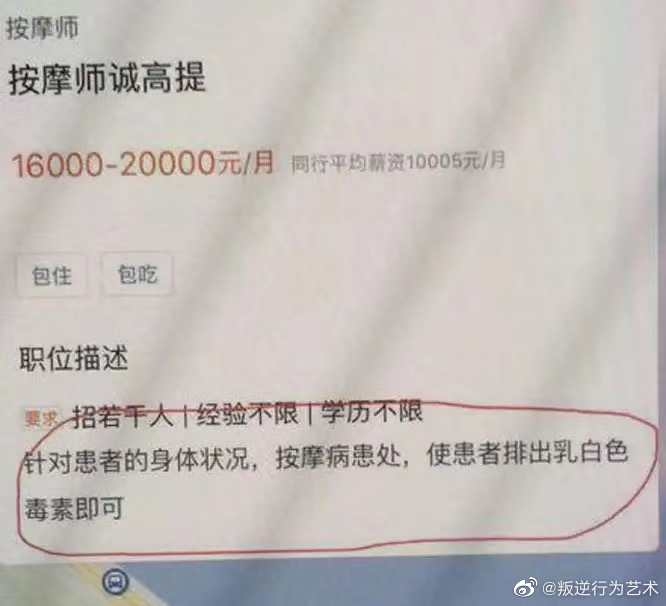 按摩师
按摩师诚高提
16000-20000元/月 同行平均薪资10005元/月
包住 包吃
职位描述
要求 招若干人 | 经验不限 | 学历不限
针对患者的身体状况，按摩病患处，使患者排出乳白色
毒素即可
@叛逆行为艺术